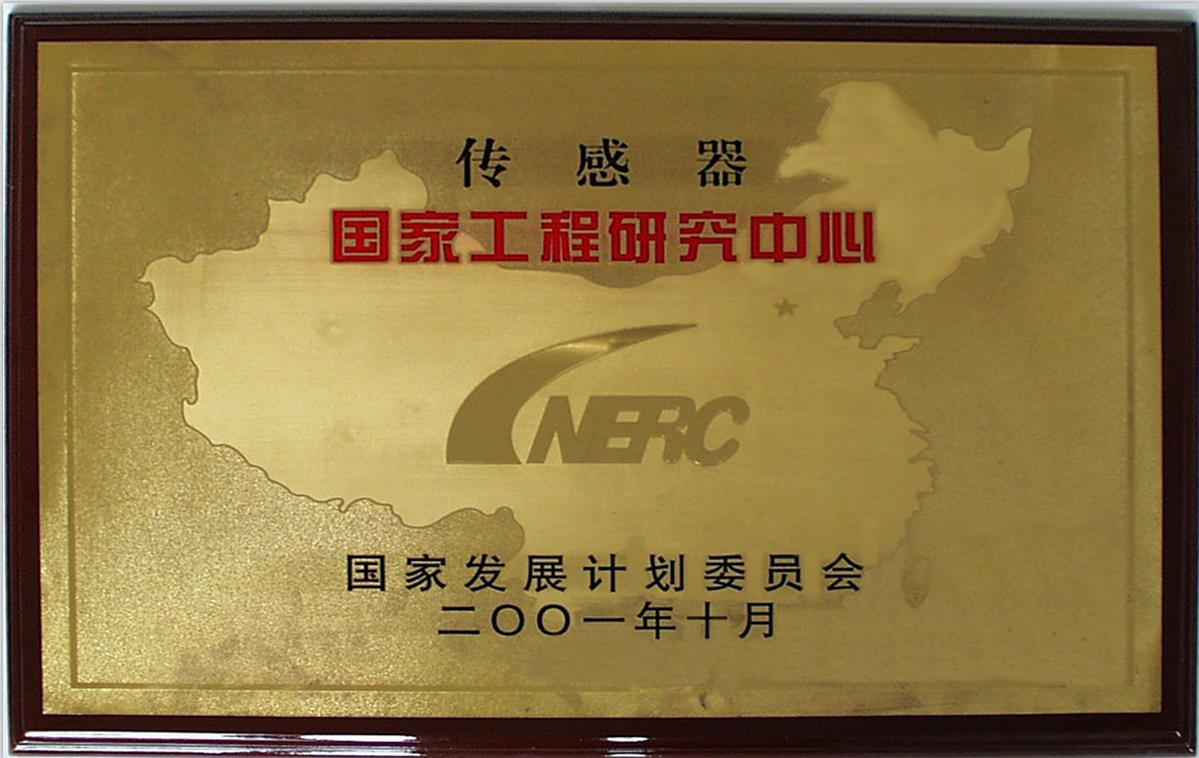 传感器
国家工程研究中心
NERC
国家发展计划委员会
二〇〇一年十月